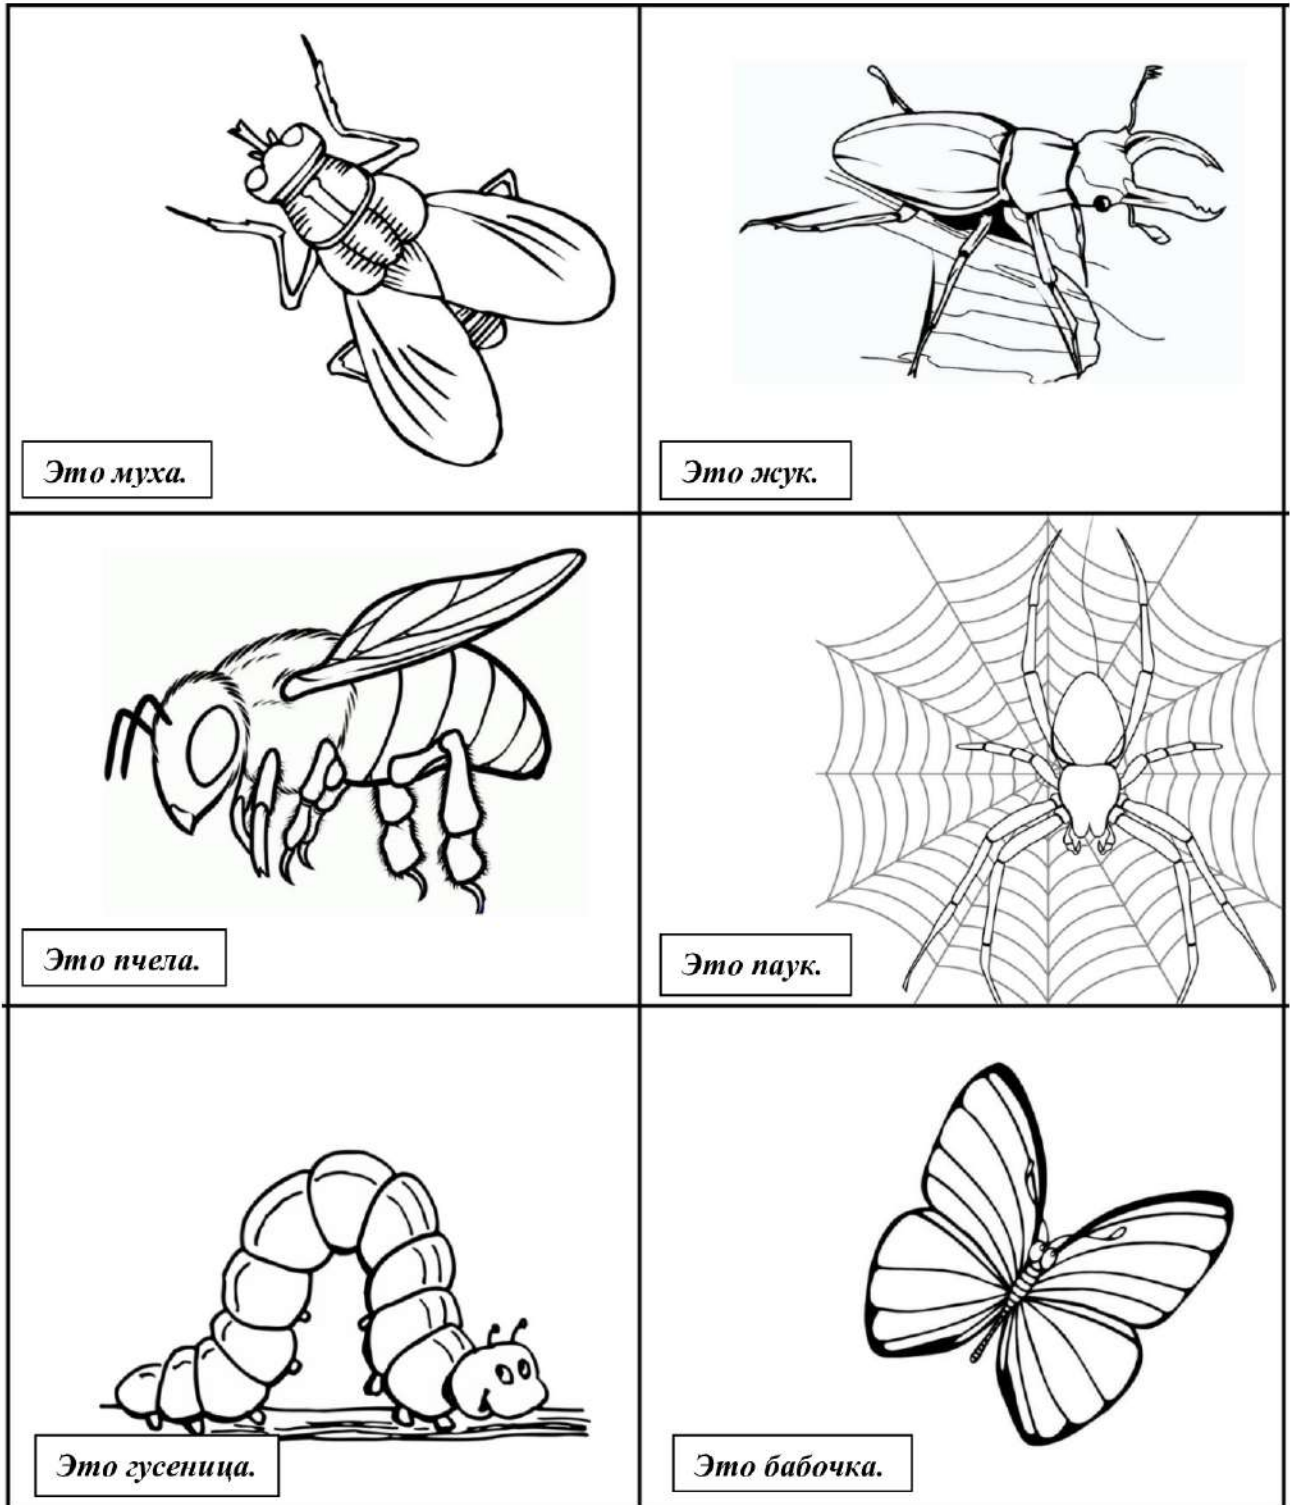 Это муха.
Это жук.
Это пчела.
Это паук.
Это гусеница.
Это бабочка.